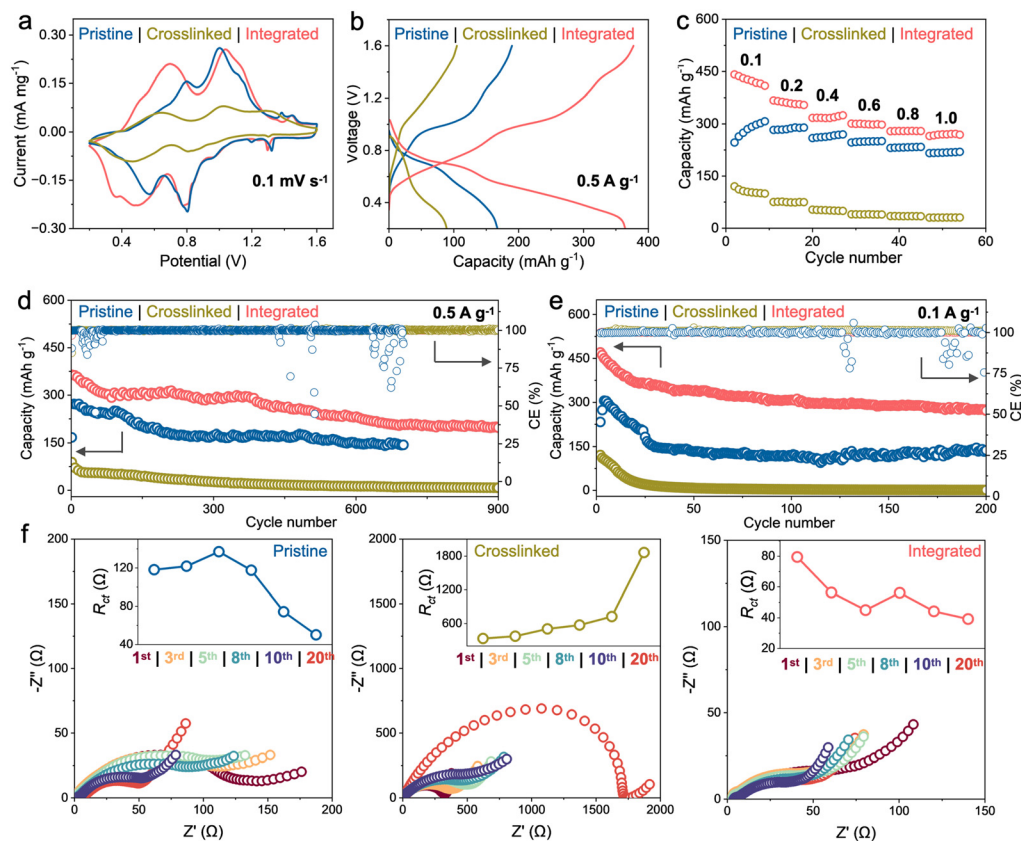 a
Pristine | Crosslinked | Integrated
0.30
0.15
0.00
−0.15
−0.30
Current (mA mg⁻¹)
0.1 mV s⁻¹
0.4
0.8
1.2
1.6
Potential (V)
b
Pristine | Crosslinked | Integrated
1.6
1.2
0.8
0.4
Voltage (V)
0.5 A g⁻¹
0
100
200
300
400
Capacity (mAh g⁻¹)
c
Pristine | Crosslinked | Integrated
600
450
300
150
0
Capacity (mAh g⁻¹)
0.1
0.2
0.4
0.6
0.8
1.0
0
20
40
60
Cycle number
d
Pristine | Crosslinked | Integrated
0.5 A g⁻¹
600
450
300
150
0
Capacity (mAh g⁻¹)
100
75
50
25
0
CE (%)
0
300
600
900
Cycle number
e
Pristine | Crosslinked | Integrated
0.1 A g⁻¹
600
450
300
150
0
Capacity (mAh g⁻¹)
100
75
50
25
0
CE (%)
0
50
100
150
200
Cycle number
f
200
150
100
50
0
-Z'' (Ω)
Pristine
120
80
40
Rct (Ω)
1st | 3rd | 5th | 8th | 10th | 20th
0
50
100
150
200
Z' (Ω)
2000
1500
1000
500
0
-Z'' (Ω)
Crosslinked
1800
1200
600
Rct (Ω)
1st | 3rd | 5th | 8th | 10th | 20th
0
500
1000
1500
2000
Z' (Ω)
150
100
50
0
-Z'' (Ω)
Integrated
80
60
40
20
Rct (Ω)
1st | 3rd | 5th | 8th | 10th | 20th
0
50
100
150
Z' (Ω)